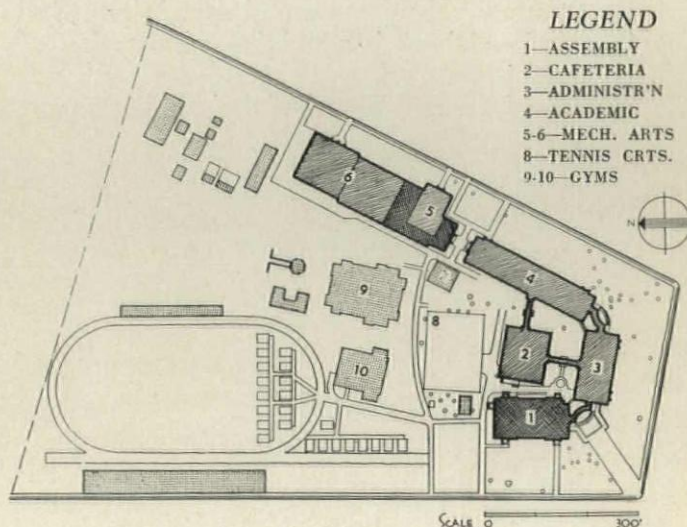 LEGEND
1—ASSEMBLY
2—CAFETERIA
3—ADMINISTR'N
4—ACADEMIC
5-6—MECH. ARTS
8—TENNIS CRTS.
9-10—GYMS
N
6
5
7
4
9
8
2
3
10
1
SCALE 0 300'